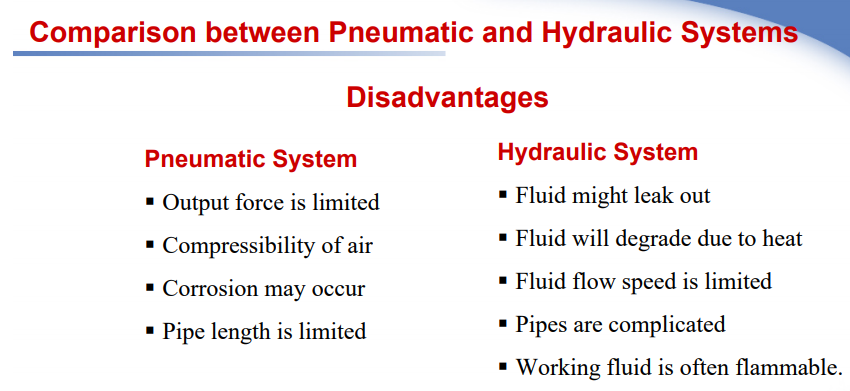 Comparison between Pneumatic and Hydraulic Systems
Disadvantages
Pneumatic System
▪ Output force is limited
▪ Compressibility of air
▪ Corrosion may occur
▪ Pipe length is limited
Hydraulic System
▪ Fluid might leak out
▪ Fluid will degrade due to heat
▪ Fluid flow speed is limited
▪ Pipes are complicated
▪ Working fluid is often flammable.